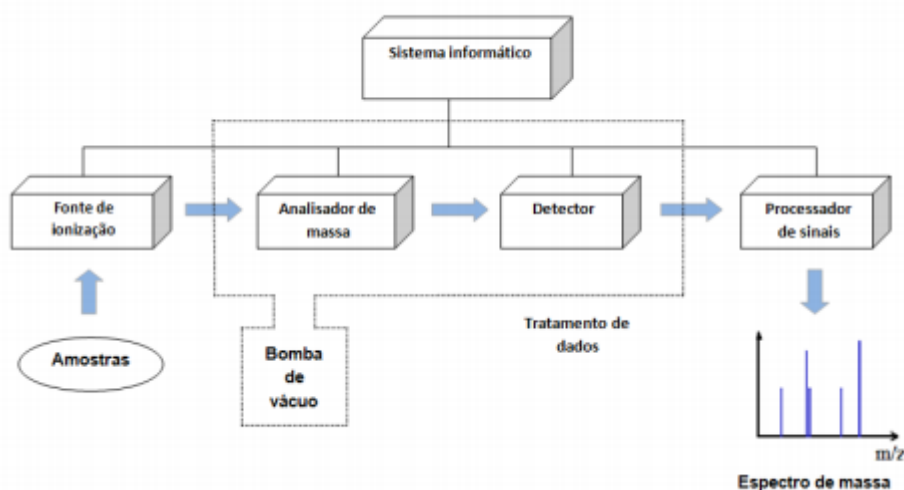 Sistema informático
Fonte de
ionização
Analisador de
massa
Detector
Processador
de sinais
Amostras
Bomba
de
vácuo
Tratamento de
dados
m/z
Espectro de massa